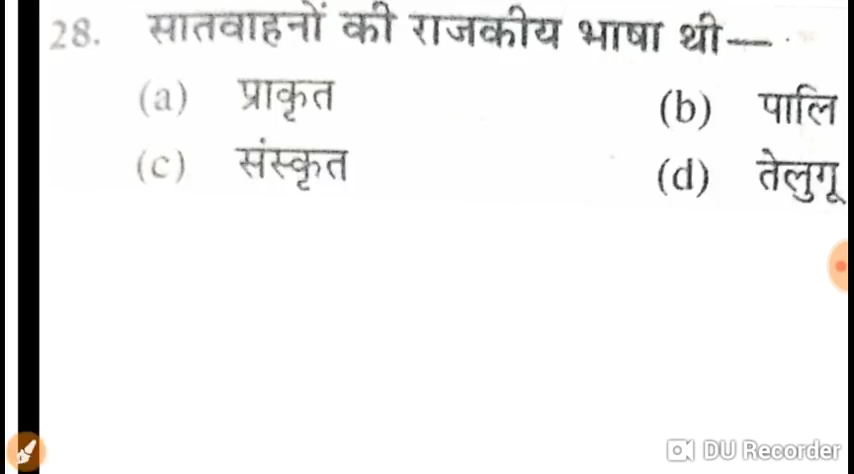 28. सातवाहनों की राजकीय भाषा थी—
(a) प्राकृत (b) पालि
(c) संस्कृत (d) तेलुगू
DU Recorder